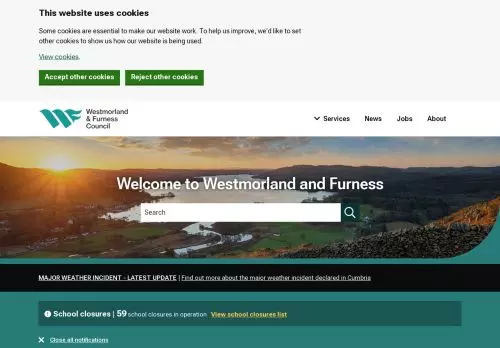 This website uses cookies
Some cookies are essential to make our website work. To help us improve, we'd like to set
other cookies to show us how our website is being used.
View cookies.
Accept other cookies
Reject other cookies
Westmorland
& Furness
Council
Services
News
Jobs
About
Welcome to Westmorland and Furness
Search
MAJOR WEATHER INCIDENT - LATEST UPDATE | Find out more about the major weather incident declared in Cumbria
School closures | 59 school closures in operation View school closures list
Close all notifications